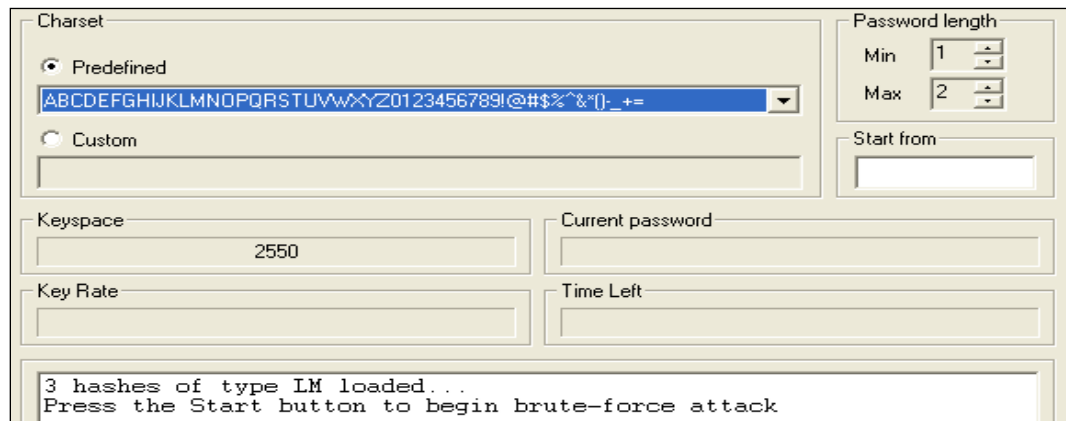 Charset
Predefined
ABCDEFGHIJKLMNOPQRSTUVWXYZ0123456789!@#$%^&*()-_+=
Custom
Password length
Min 1
Max 2
Start from
Keyspace
2550
Current password
Key Rate
Time Left
3 hashes of type LM loaded...
Press the Start button to begin brute-force attack